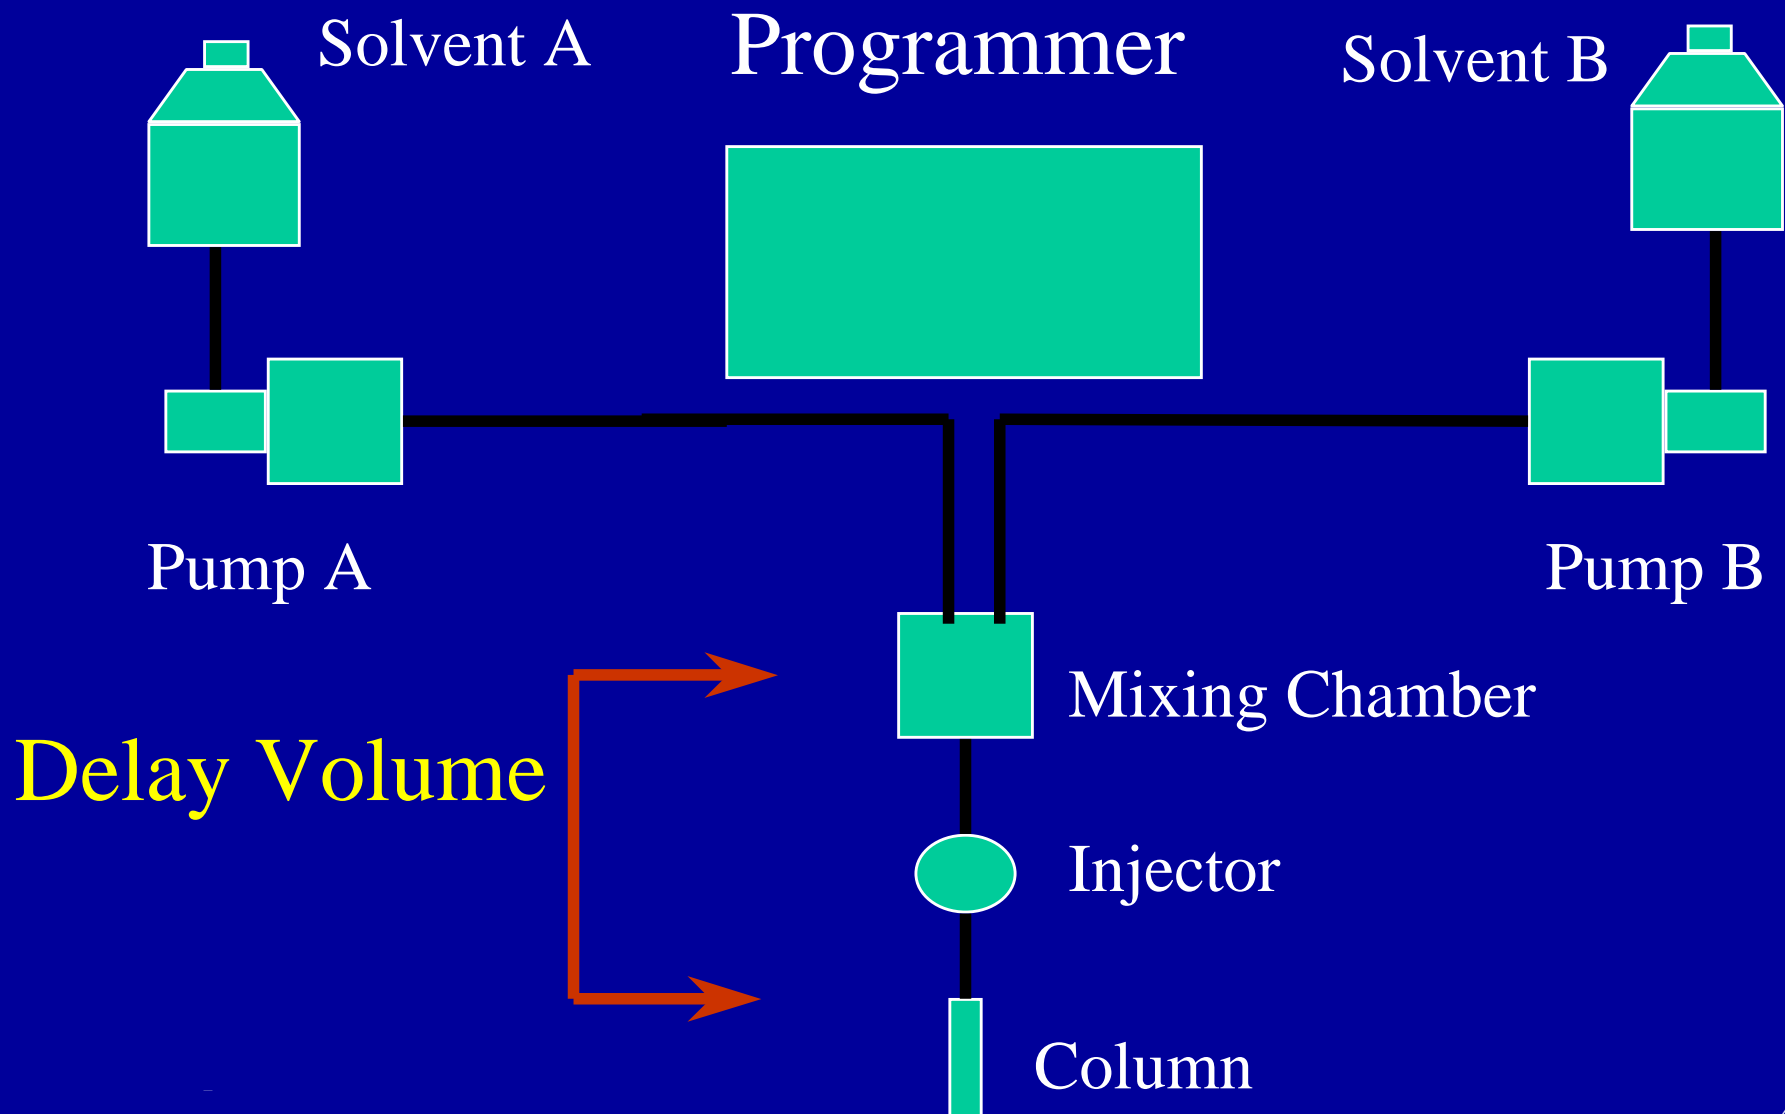 Solvent A
Programmer
Solvent B
Pump A
Pump B
Mixing Chamber
Delay Volume
Injector
Column